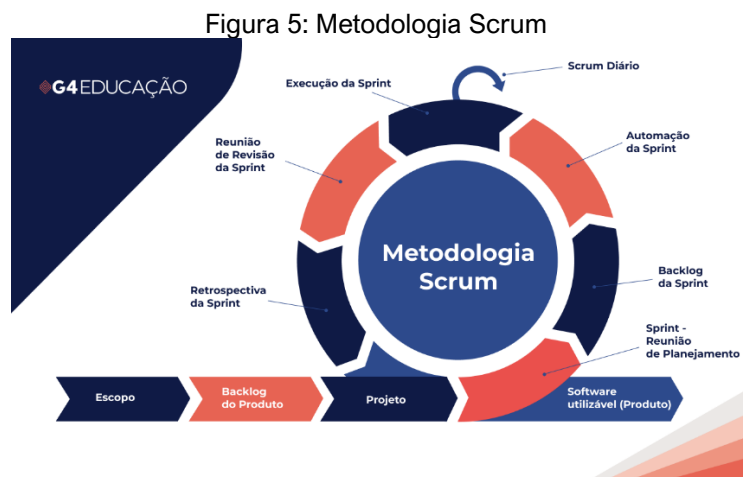 Figura 5: Metodologia Scrum
G4 EDUCAÇÃO
Scrum Diário
Execução da Sprint
Automação
da Sprint
Reunião
de Revisão
da Sprint
Metodologia
Scrum
Backlog
da Sprint
Retrospectiva
da Sprint
Sprint -
Reunião
de Planejamento
Escopo
Backlog
do Produto
Projeto
Software
utilizável (Produto)